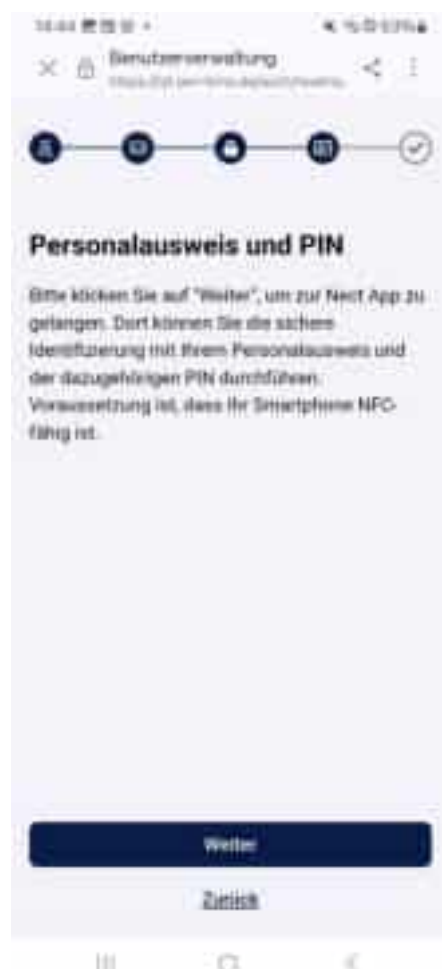 Benutzerverwaltung
Personalausweis und PIN
Bitte klicken Sie auf "Weiter", um zur Nect App zu
gelangen. Dort können Sie die sichere
Identifizierung mit Ihrem Personalausweis und
der dazugehörigen PIN durchführen.
Voraussetzung ist, dass Ihr Smartphone NFC-
fähig ist.
Weiter
Zurück